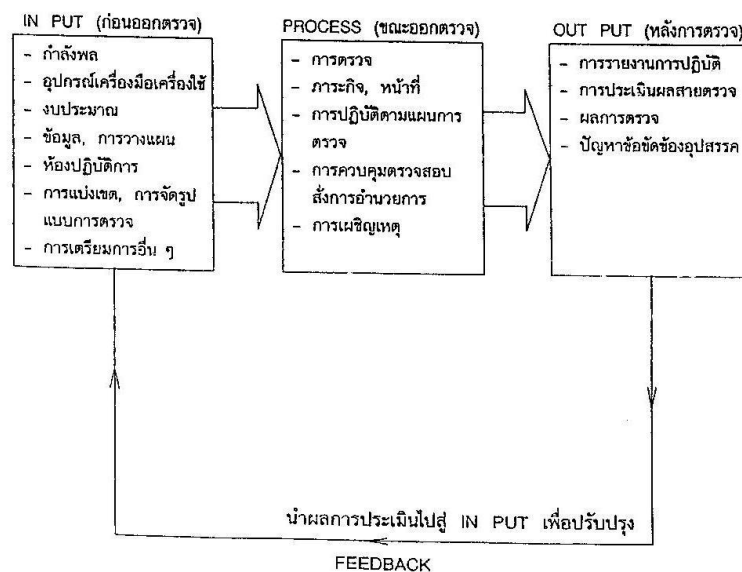 IN PUT (ก่อนออกตรวจ)
- กำลังพล
- อุปกรณ์เครื่องมือเครื่องใช้
- งบประมาณ
- ข้อมูล, การวางแผน
- ห้องปฏิบัติการ
- การแบ่งเขต, การจัดรูป
แบบการตรวจ
- การเตรียมการอื่น ๆ
PROCESS (ขณะออกตรวจ)
- การตรวจ
- ภาระกิจ, หน้าที่
- การปฏิบัติตามแผนการ
ตรวจ
- การควบคุมตรวจสอบ
สั่งการอำนวยการ
- การเผชิญเหตุ
OUT PUT (หลังการตรวจ)
- การรายงานการปฏิบัติ
- การประเมินผลสายตรวจ
- ผลการตรวจ
- ปัญหาข้อขัดข้องอุปสรรค
นำผลการประเมินไปสู่ IN PUT เพื่อปรับปรุง
FEEDBACK